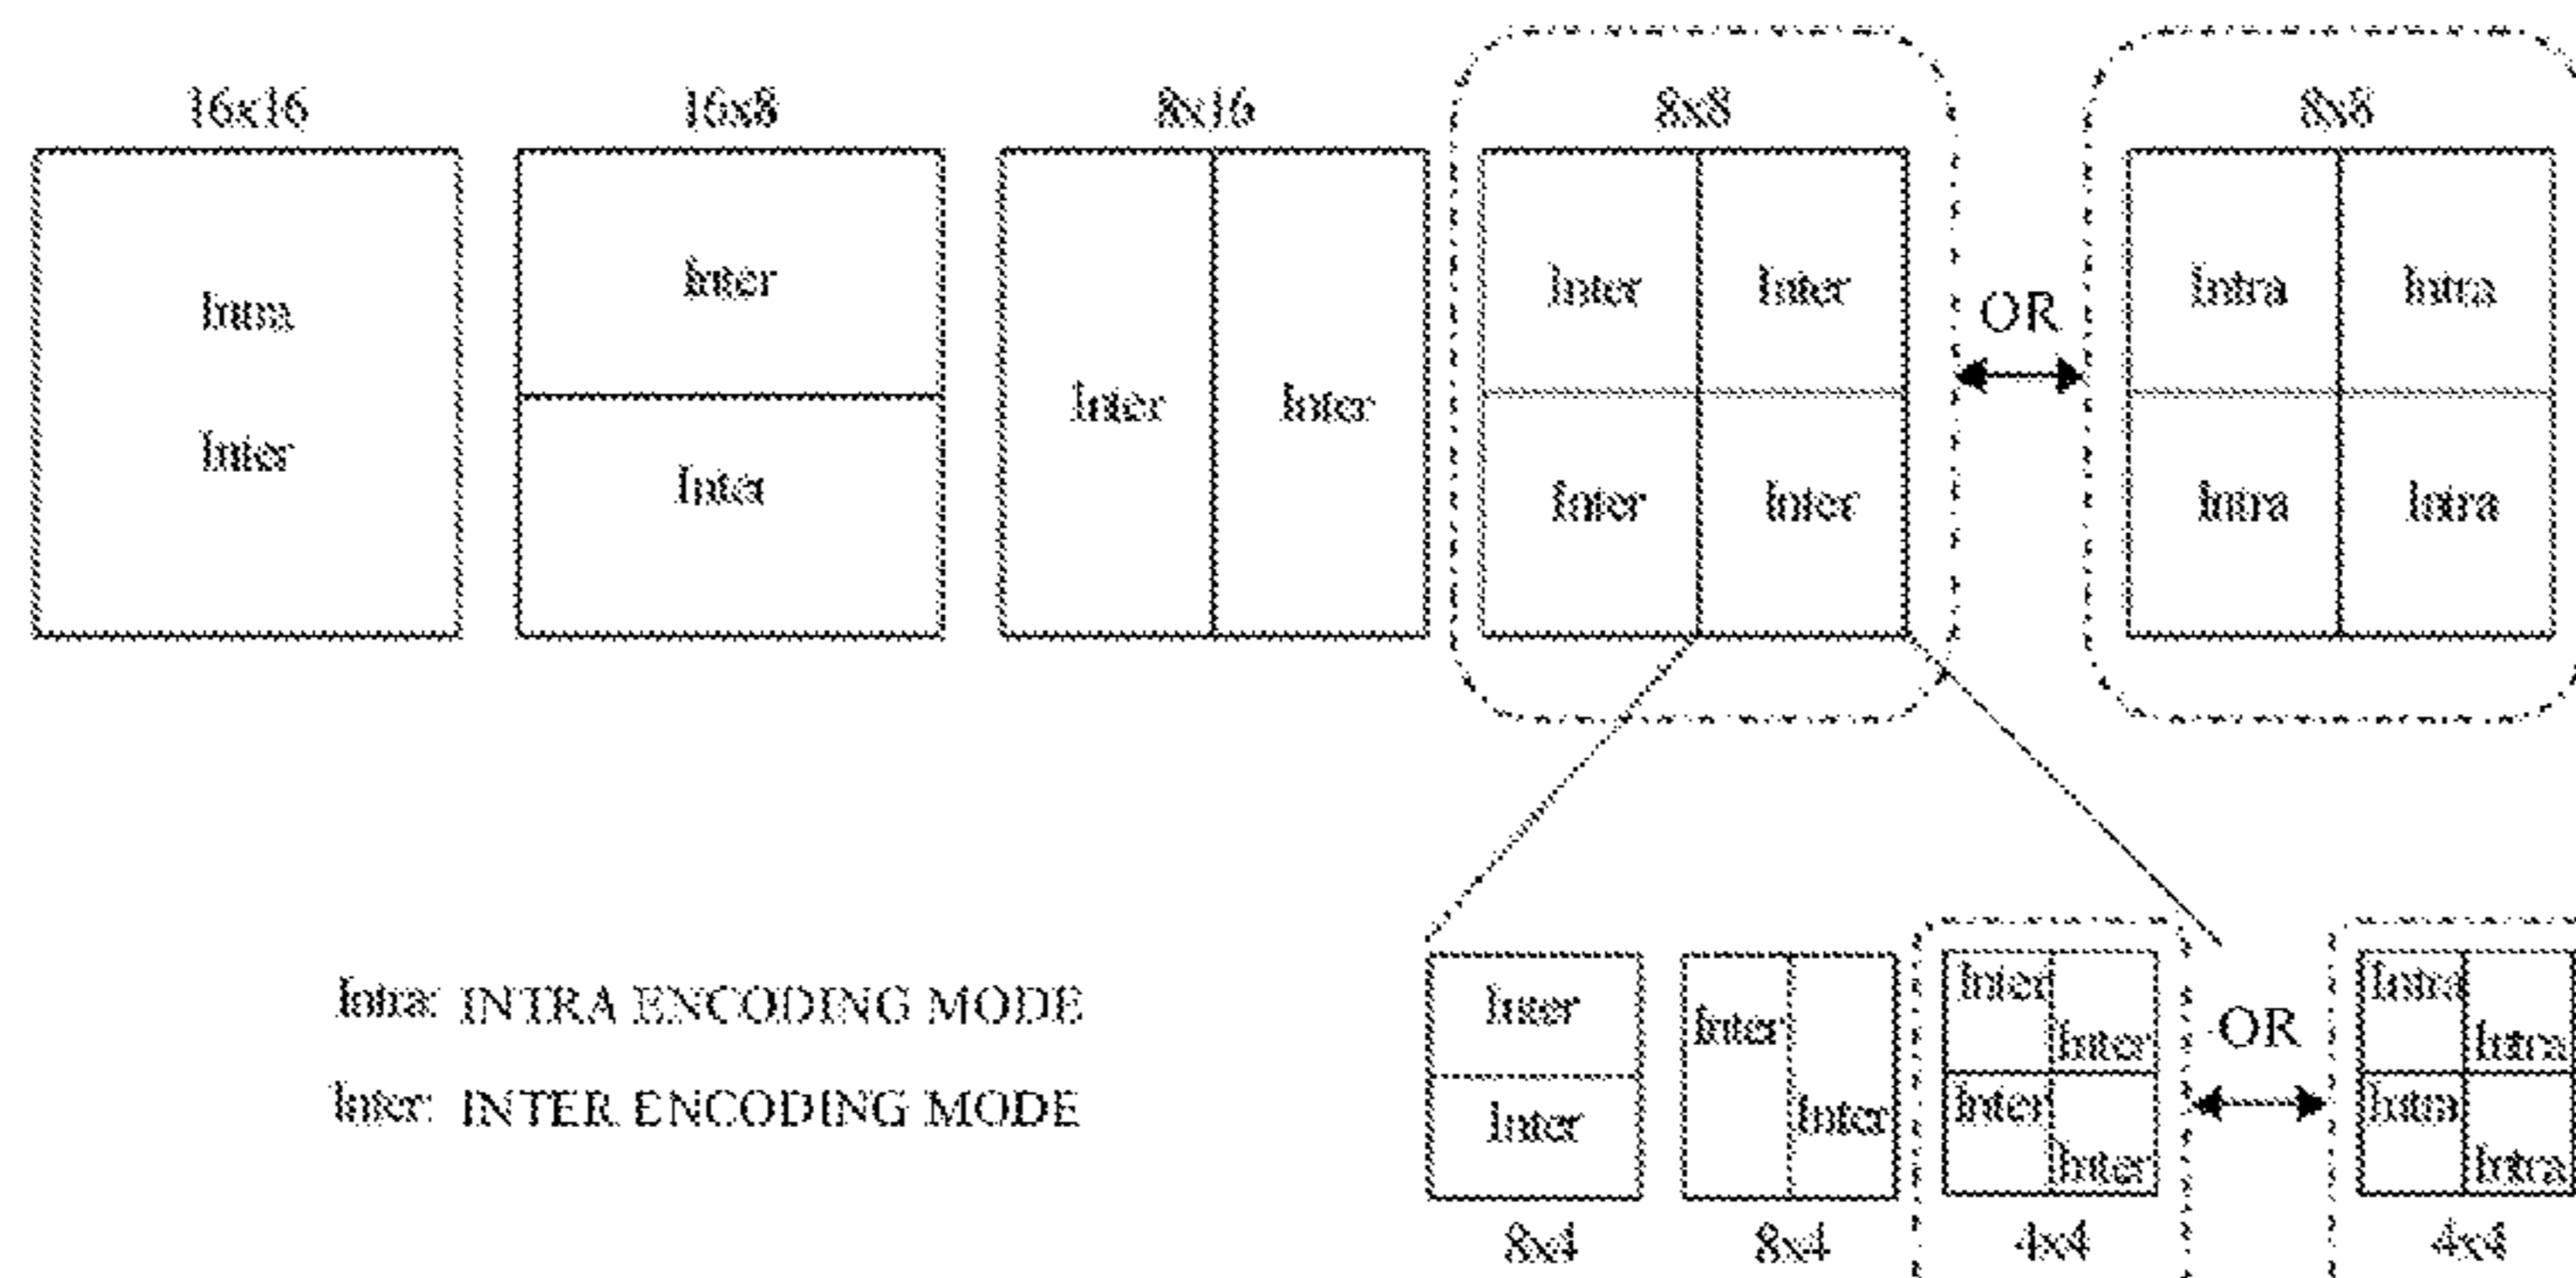 16x16 16x8 8x16 8x8 8x8
Intra Inter Inter Inter Inter Inter OR Intra Intra
Inter Inter Inter Inter Intra Intra
Intra: INTRA ENCODING MODE
Inter: INTER ENCODING MODE
Inter Inter Inter Inter OR Intra Intra
Inter Inter Inter Inter Intra Intra
8x4 8x4 4x4 4x4